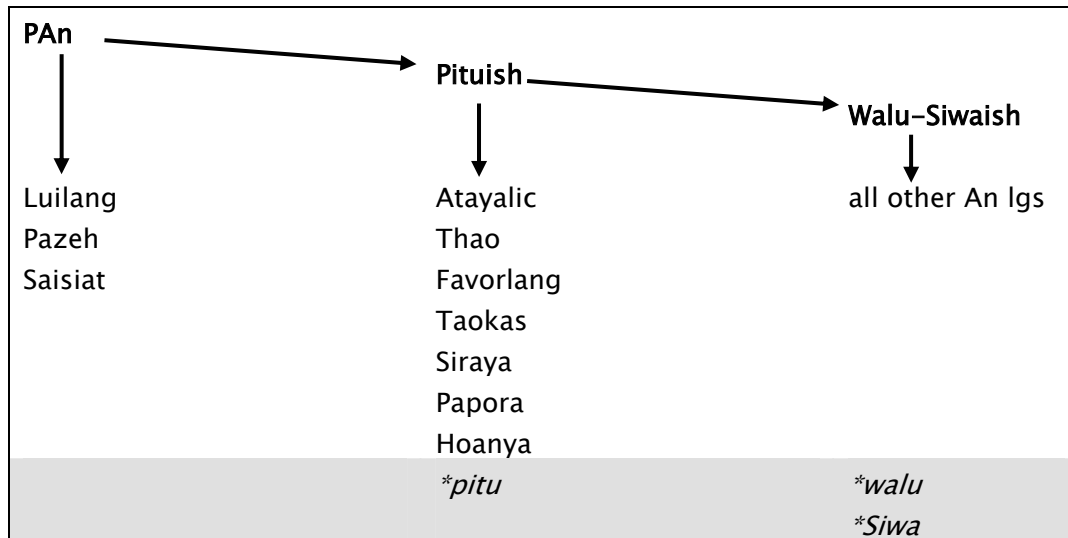 PAn
Pituish
Walu-Siwaish
Luilang Atayalic all other An lgs
Pazeh Thao
Saisiat Favorlang
Taokas
Siraya
Papora
Hoanya
*pitu *walu
*Siwa